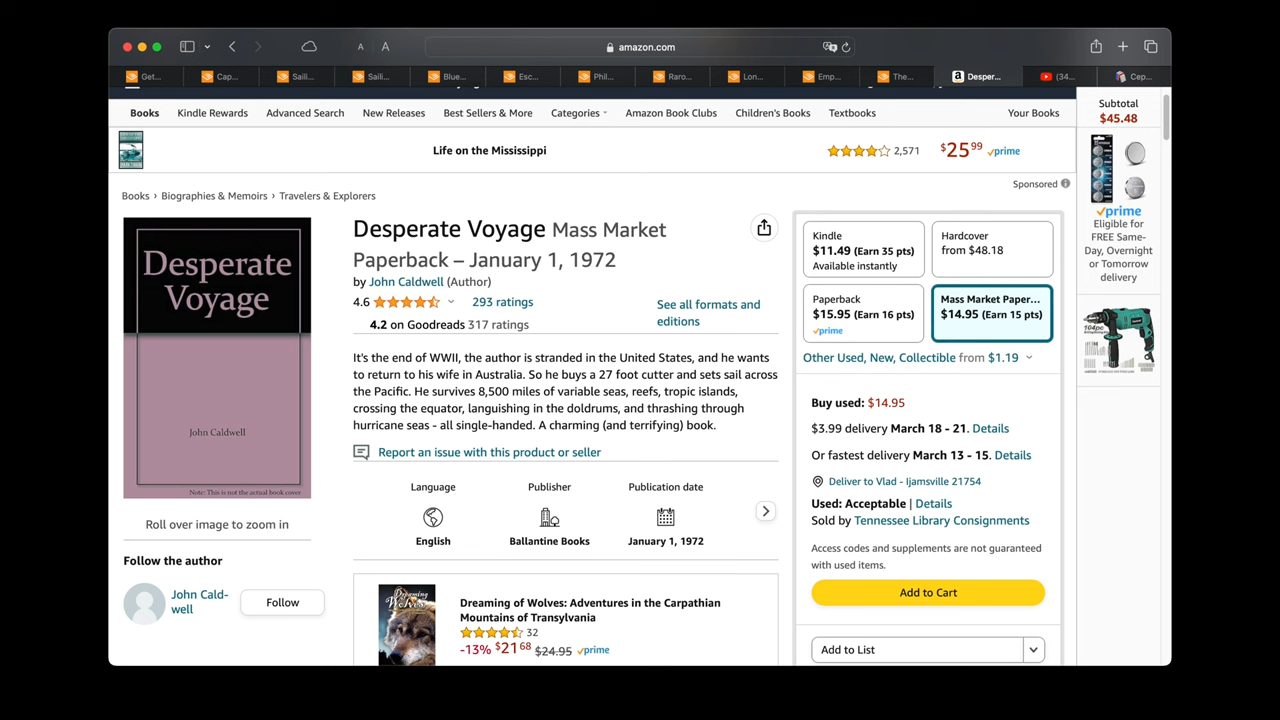 amazon.com
A
A
Get...
Cap...
Saili...
Saili...
Blue...
Esc...
Phil...
Raro...
Lon...
Emp...
The...
a
Desper...
(34...
Cep...
Books
Kindle Rewards
Advanced Search
New Releases
Best Sellers & More
Categories
Amazon Book Clubs
Children's Books
Textbooks
Your Books
Subtotal
$45.48
Life on the Mississippi
2,571
$25 99 prime
Sponsored
Books › Biographies & Memoirs › Travelers & Explorers
Desperate
Voyage
John Caldwell
Note: This is not the actual book cover
Roll over image to zoom in
Follow the author
John Cald-
well
Follow
Desperate Voyage Mass Market
Paperback – January 1, 1972
by John Caldwell (Author)
4.6
293 ratings
4.2 on Goodreads 317 ratings
See all formats and
editions
It's the end of WWII, the author is stranded in the United States, and he wants
to return to his wife in Australia. So he buys a 27 foot cutter and sets sail across
the Pacific. He survives 8,500 miles of variable seas, reefs, tropic islands,
crossing the equator, languishing in the doldrums, and thrashing through
hurricane seas - all single-handed. A charming (and terrifying) book.
Report an issue with this product or seller
Language
English
Publisher
Ballantine Books
Publication date
January 1, 1972
Dreaming of Wolves: Adventures in the Carpathian
Mountains of Transylvania
32
-13% $21 68 $24.95 prime
Dreaming
of
Wolves
Kindle
$11.49 (Earn 35 pts)
Available instantly
Hardcover
from $48.18
Paperback
$15.95 (Earn 16 pts)
prime
Mass Market Paper...
$14.95 (Earn 15 pts)
Other Used, New, Collectible from $1.19
Buy used: $14.95
$3.99 delivery March 18 - 21. Details
Or fastest delivery March 13 - 15. Details
Deliver to Vlad - Ijamsville 21754
Used: Acceptable | Details
Sold by Tennessee Library Consignments
Access codes and supplements are not guaranteed
with used items.
Add to Cart
Add to List
prime
Eligible for
FREE Same-
Day, Overnight
or Tomorrow
delivery
104pc